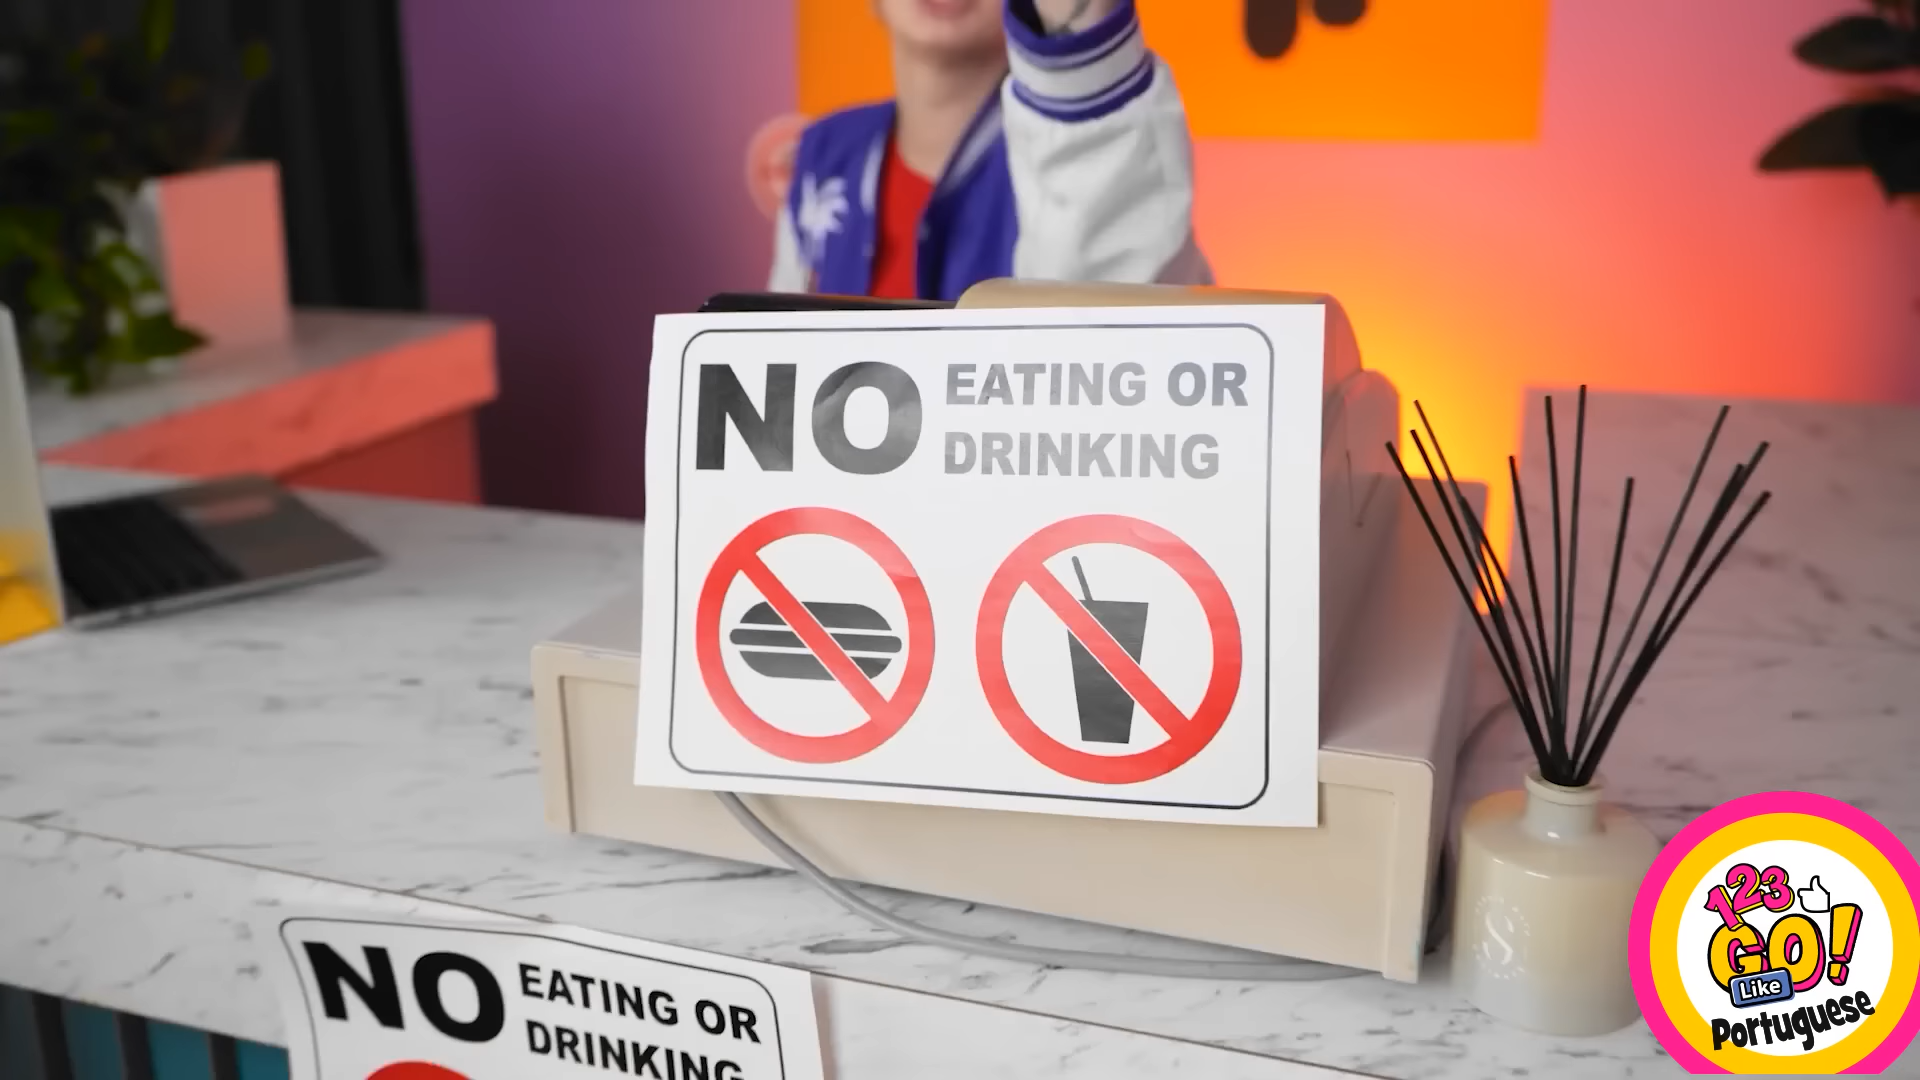 NO EATING OR
DRINKING
NO EATING OR
DRINKING
123
GO!
Like
Portuguese